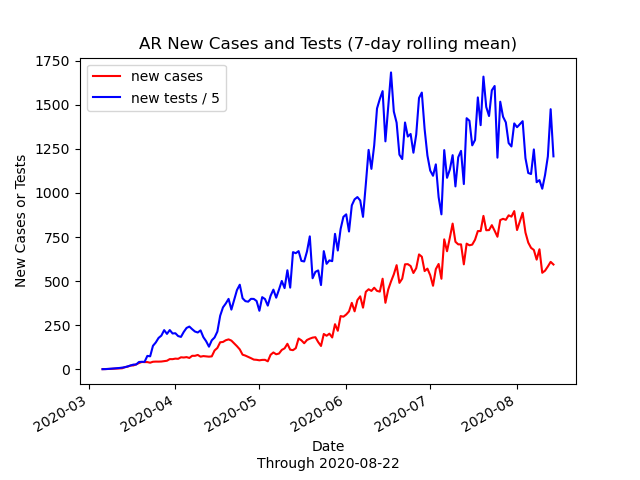 AR New Cases and Tests (7-day rolling mean)
new cases
new tests / 5
New Cases or Tests
1750
1500
1250
1000
750
500
250
0
2020-03
2020-04
2020-05
2020-06
2020-07
2020-08
Date
Through 2020-08-22